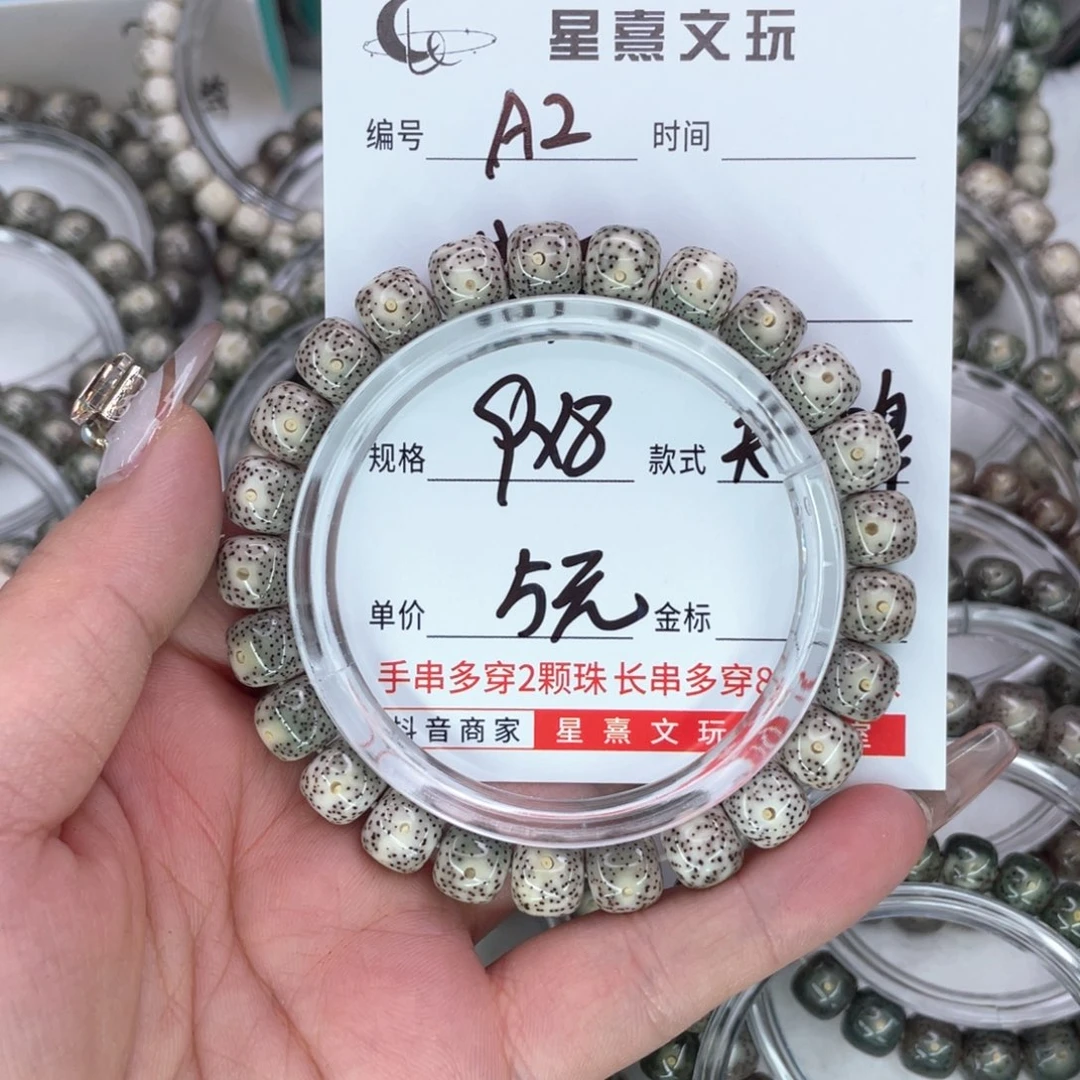 星熹文玩
编号 A2 时间
规格 9x8 款式
单价 5元 金标
手串多穿2颗珠 长串多穿8
抖音商家 星熹文玩